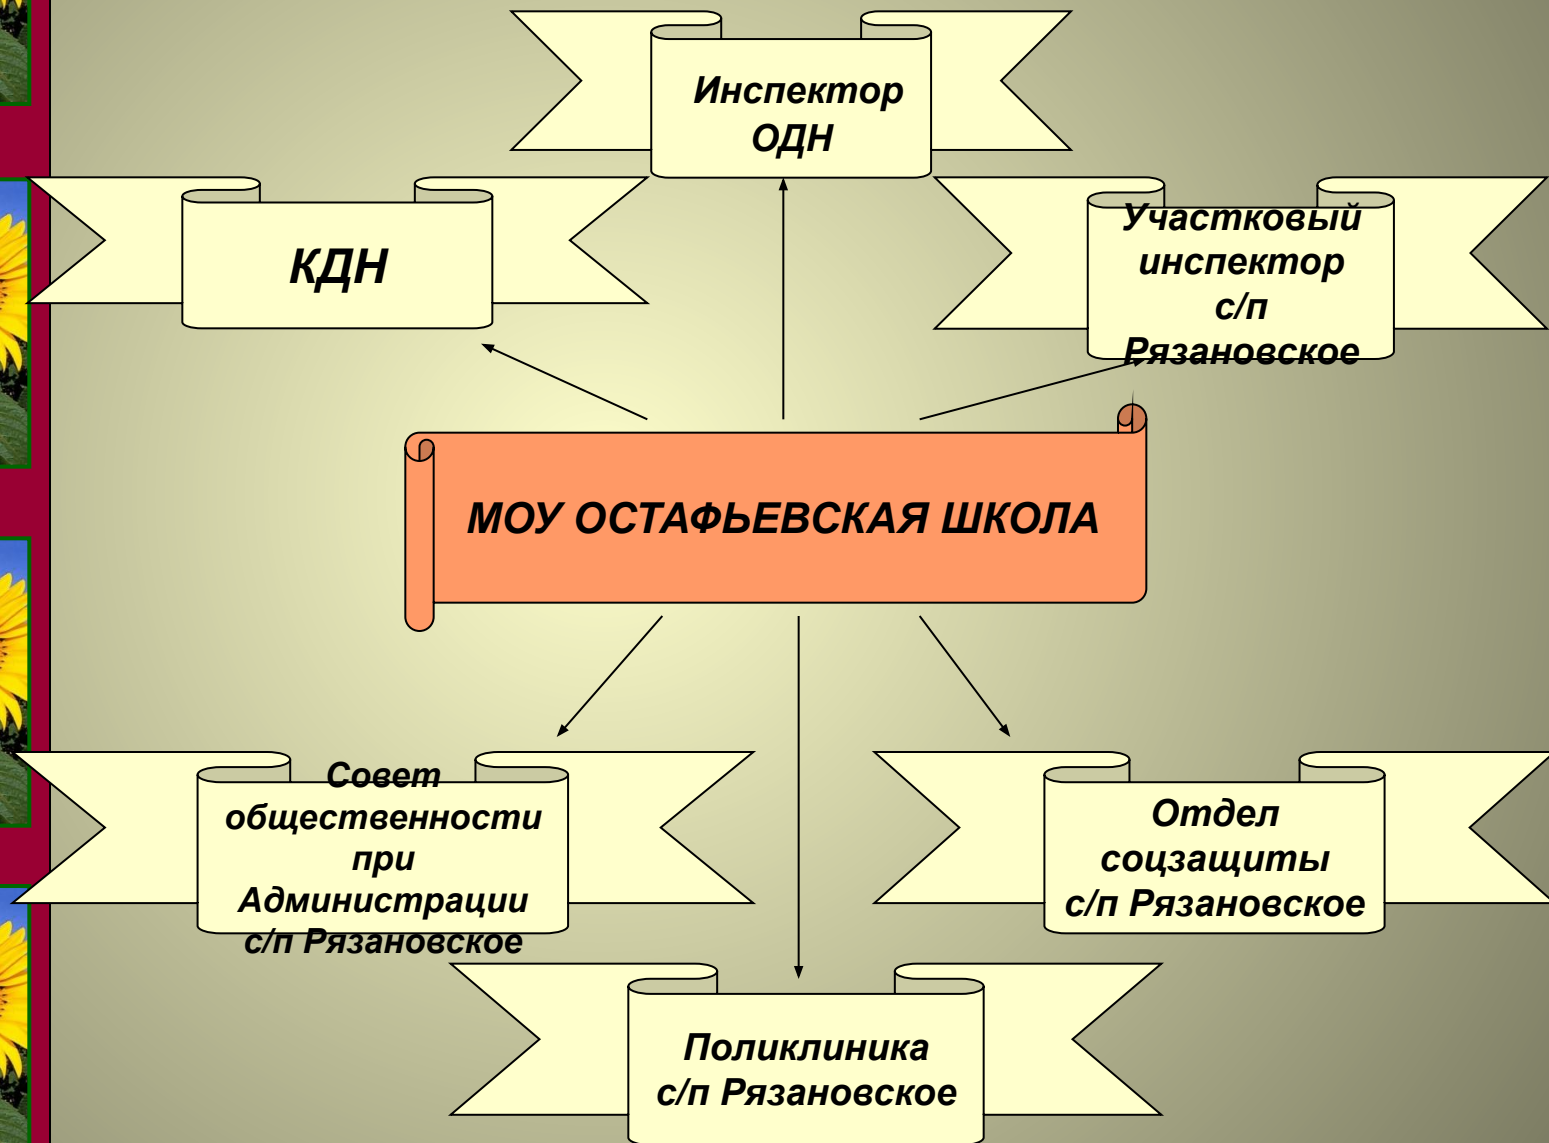 Инспектор
ОДН
КДН
Участковый
инспектор
с/п
Рязановское
МОУ ОСТАФЬЕВСКАЯ ШКОЛА
Совет
общественности
при
Администрации
с/п Рязановское
Отдел
соцзащиты
с/п Рязановское
Поликлиника
с/п Рязановское